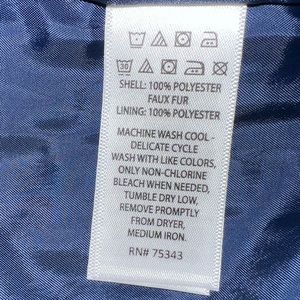 30
SHELL: 100% POLYESTER
FAUX FUR
LINING: 100% POLYESTER
MACHINE WASH COOL -
DELICATE CYCLE
WASH WITH LIKE COLORS,
ONLY NON-CHLORINE
BLEACH WHEN NEEDED,
TUMBLE DRY LOW,
REMOVE PROMPTLY
FROM DRYER,
MEDIUM IRON.
RN# 75343